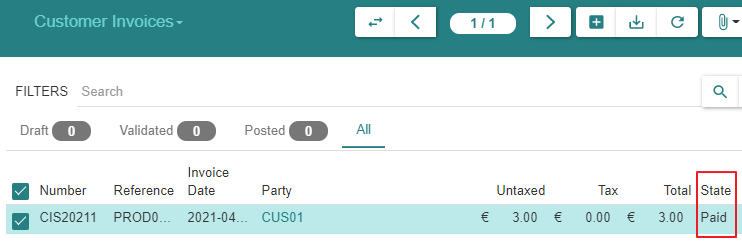 Customer Invoices
1 / 1
FILTERS Search
Draft 0 Validated 0 Posted 0 All
Number Reference Invoice Date Party Untaxed Tax Total State
CIS20211 PROD0... 2021-04... CUS01 € 3.00 € 0.00 € 3.00 Paid